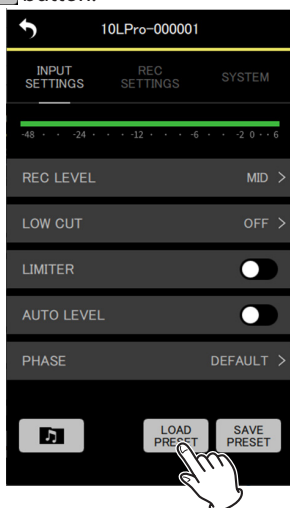 button.
10LPro-000001
INPUT SETTINGS
REC SETTINGS
SYSTEM
-48 · · -24 · · · -12 · · · -6 · · -2 0 · · 6
REC LEVEL MID >
LOW CUT OFF >
LIMITER
AUTO LEVEL
PHASE DEFAULT >
LOAD PRESET
SAVE PRESET